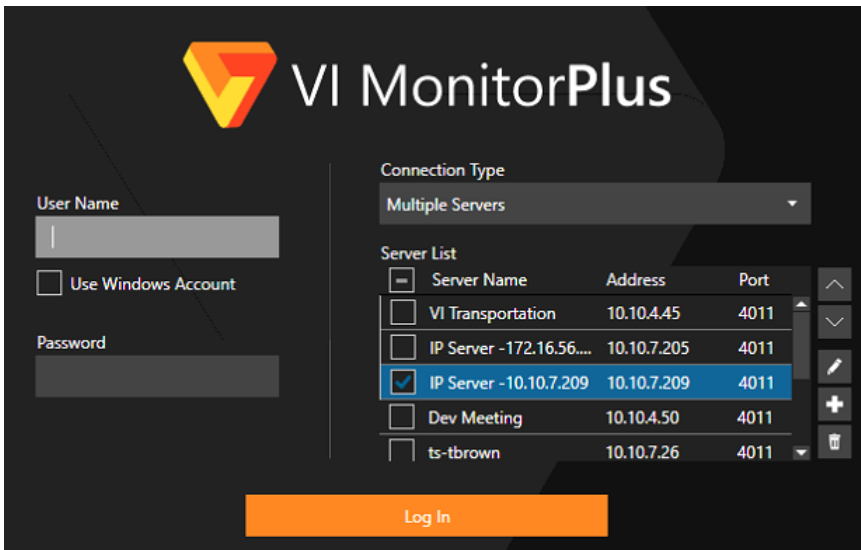 VI MonitorPlus
User Name
Use Windows Account
Password
Connection Type
Multiple Servers
Server List
Server Name Address Port
VI Transportation 10.10.4.45 4011
IP Server -172.16.56.... 10.10.7.205 4011
IP Server -10.10.7.209 10.10.7.209 4011
Dev Meeting 10.10.4.50 4011
ts-tbrown 10.10.7.26 4011
Log In